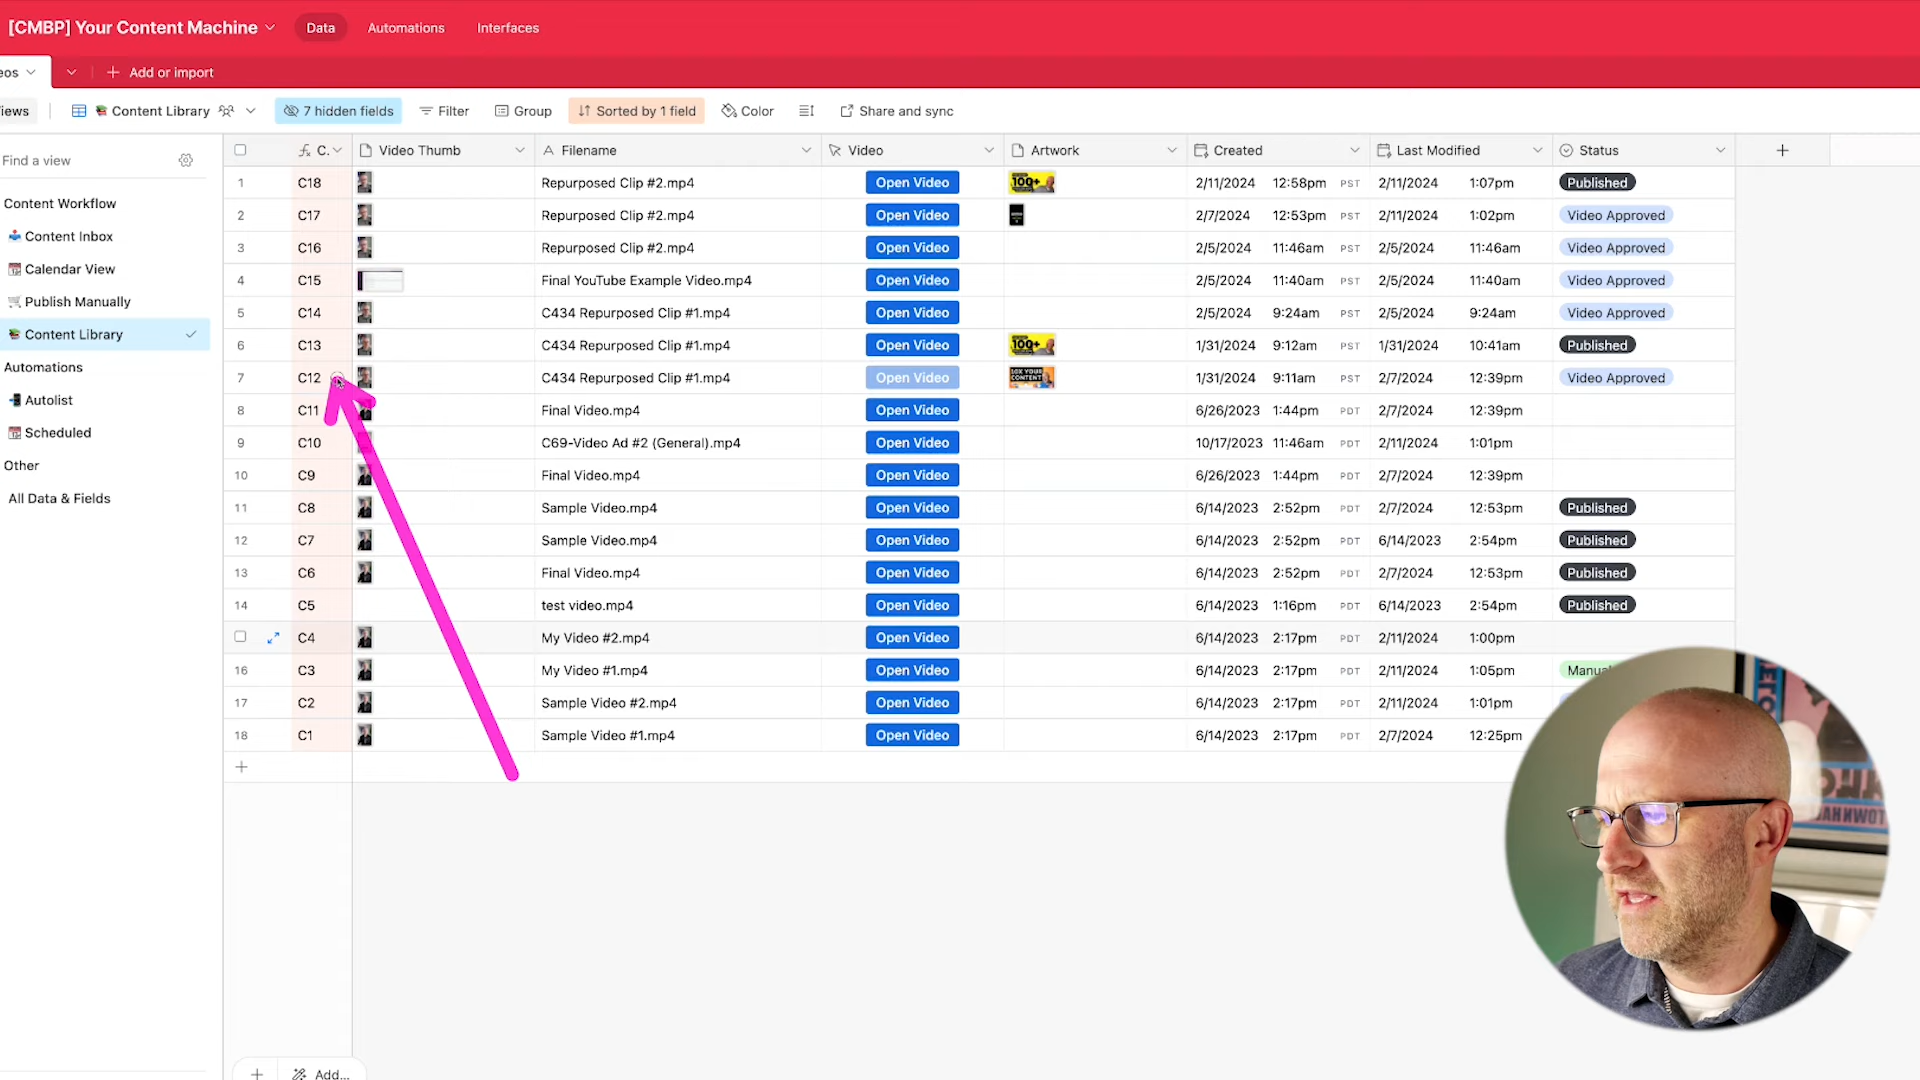 [CMBP] Your Content Machine Data Automations Interfaces
eos Add or import
iews Content Library 7 hidden fields Filter Group Sorted by 1 field Color Share and sync
Find a view
Content Workflow
Content Inbox
Calendar View
Publish Manually
Content Library
Automations
Autolist
Scheduled
Other
All Data & Fields
C. Video Thumb Filename Video Artwork Created Last Modified Status
1 C18 Repurposed Clip #2.mp4 Open Video 100+ 2/11/2024 12:58pm PST 2/11/2024 1:07pm Published
2 C17 Repurposed Clip #2.mp4 Open Video 2/7/2024 12:53pm PST 2/11/2024 1:02pm Video Approved
3 C16 Repurposed Clip #2.mp4 Open Video 2/5/2024 11:46am PST 2/5/2024 11:46am Video Approved
4 C15 Final YouTube Example Video.mp4 Open Video 2/5/2024 11:40am PST 2/5/2024 11:40am Video Approved
5 C14 C434 Repurposed Clip #1.mp4 Open Video 2/5/2024 9:24am PST 2/5/2024 9:24am Video Approved
6 C13 C434 Repurposed Clip #1.mp4 Open Video 100+ 1/31/2024 9:12am PST 1/31/2024 10:41am Published
7 C12 C434 Repurposed Clip #1.mp4 Open Video 10X YOUR CONTENT 1/31/2024 9:11am PST 2/7/2024 12:39pm Video Approved
8 C11 Final Video.mp4 Open Video 6/26/2023 1:44pm PDT 2/7/2024 12:39pm
9 C10 C69-Video Ad #2 (General).mp4 Open Video 10/17/2023 11:46am PDT 2/11/2024 1:01pm
10 C9 Final Video.mp4 Open Video 6/26/2023 1:44pm PDT 2/7/2024 12:39pm
11 C8 Sample Video.mp4 Open Video 6/14/2023 2:52pm PDT 2/7/2024 12:53pm Published
12 C7 Sample Video.mp4 Open Video 6/14/2023 2:52pm PDT 6/14/2023 2:54pm Published
13 C6 Final Video.mp4 Open Video 6/14/2023 2:52pm PDT 2/7/2024 12:53pm Published
14 C5 test video.mp4 Open Video 6/14/2023 1:16pm PDT 6/14/2023 2:54pm Published
C4 My Video #2.mp4 Open Video 6/14/2023 2:17pm PDT 2/11/2024 1:00pm
16 C3 My Video #1.mp4 Open Video 6/14/2023 2:17pm PDT 2/11/2024 1:05pm Manua
17 C2 Sample Video #2.mp4 Open Video 6/14/2023 2:17pm PDT 2/11/2024 1:01pm
18 C1 Sample Video #1.mp4 Open Video 6/14/2023 2:17pm PDT 2/7/2024 12:25pm
Add...